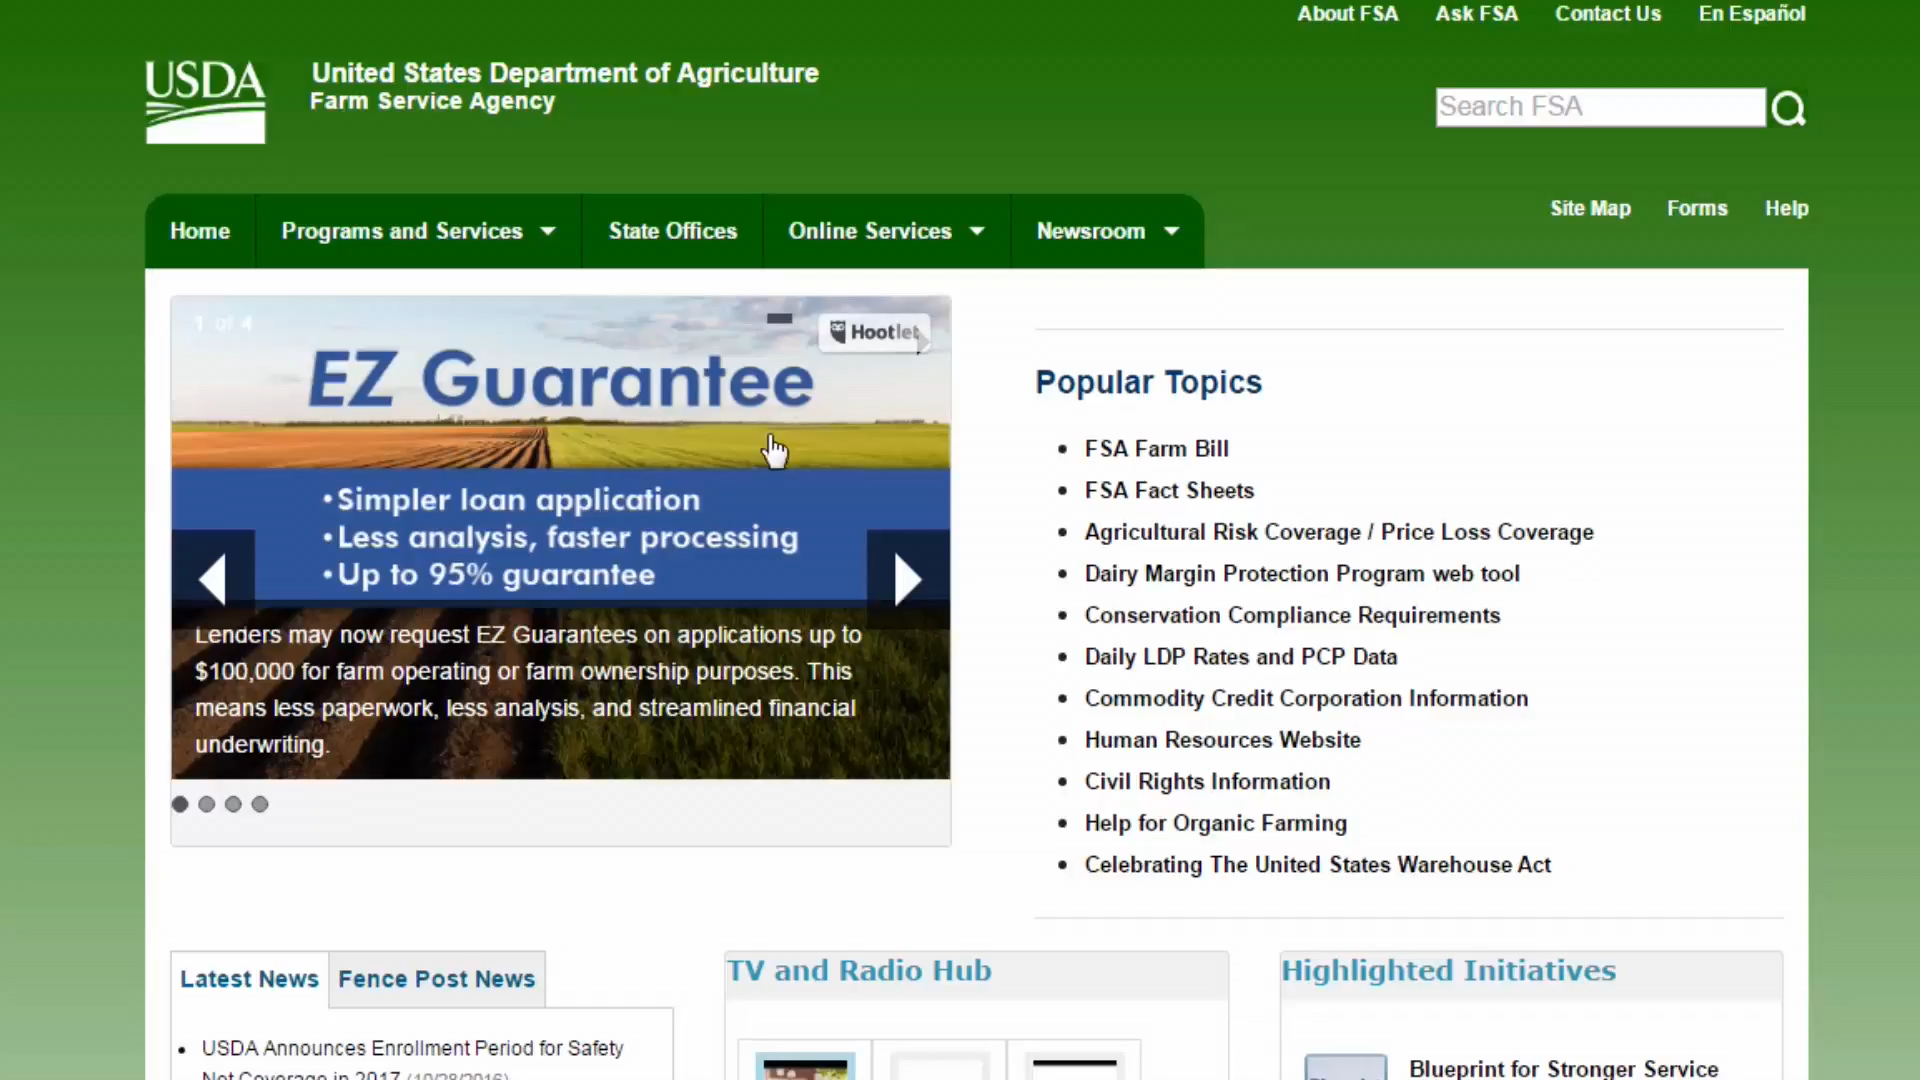 About FSA
Ask FSA
Contact Us
En Español
USDA
United States Department of Agriculture
Farm Service Agency
Search FSA
Site Map
Forms
Help
Home
Programs and Services
State Offices
Online Services
Newsroom
1 of 4
Hootlet
EZ Guarantee
• Simpler loan application
• Less analysis, faster processing
• Up to 95% guarantee
Lenders may now request EZ Guarantees on applications up to
$100,000 for farm operating or farm ownership purposes. This
means less paperwork, less analysis, and streamlined financial
underwriting.
Popular Topics
• FSA Farm Bill
• FSA Fact Sheets
• Agricultural Risk Coverage / Price Loss Coverage
• Dairy Margin Protection Program web tool
• Conservation Compliance Requirements
• Daily LDP Rates and PCP Data
• Commodity Credit Corporation Information
• Human Resources Website
• Civil Rights Information
• Help for Organic Farming
• Celebrating The United States Warehouse Act
Latest News
Fence Post News
• USDA Announces Enrollment Period for Safety
Net Coverage in 2017 (10/28/2016)
TV and Radio Hub
Highlighted Initiatives
Blueprint for Stronger Service